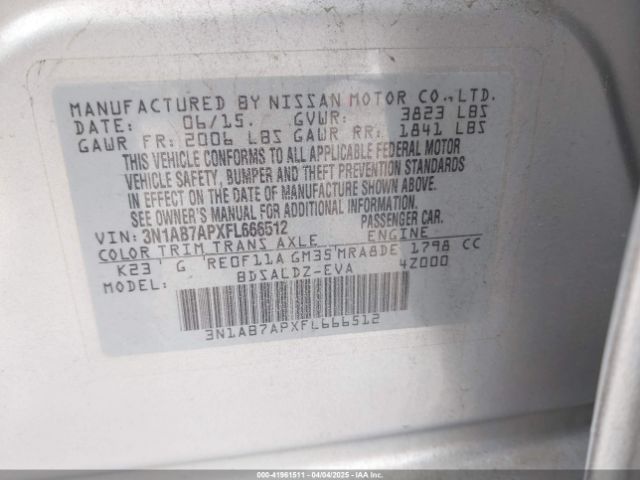 MANUFACTURED BY NISSAN MOTOR CO., LTD.
DATE: 06/15. GVWR: 3823 LBS
GAWR FR: 2006 LBS GAWR RR: 1841 LBS
THIS VEHICLE CONFORMS TO ALL APPLICABLE FEDERAL MOTOR
VEHICLE SAFETY, BUMPER AND THEFT PREVENTION STANDARDS
IN EFFECT ON THE DATE OF MANUFACTURE SHOWN ABOVE.
SEE OWNER'S MANUAL FOR ADDITIONAL INFORMATION.
VIN: 3N1AB7APXFL666512 PASSENGER CAR.
COLOR TRIM TRANS AXLE ENGINE
K23 G RE0F11A GM35 MRA8DE 1798 CC
MODEL: BDSALDZ-EVA 4Z000
3N1AB7APXFL666512
000-41961511 - 04/04/2025 - IAAI.com